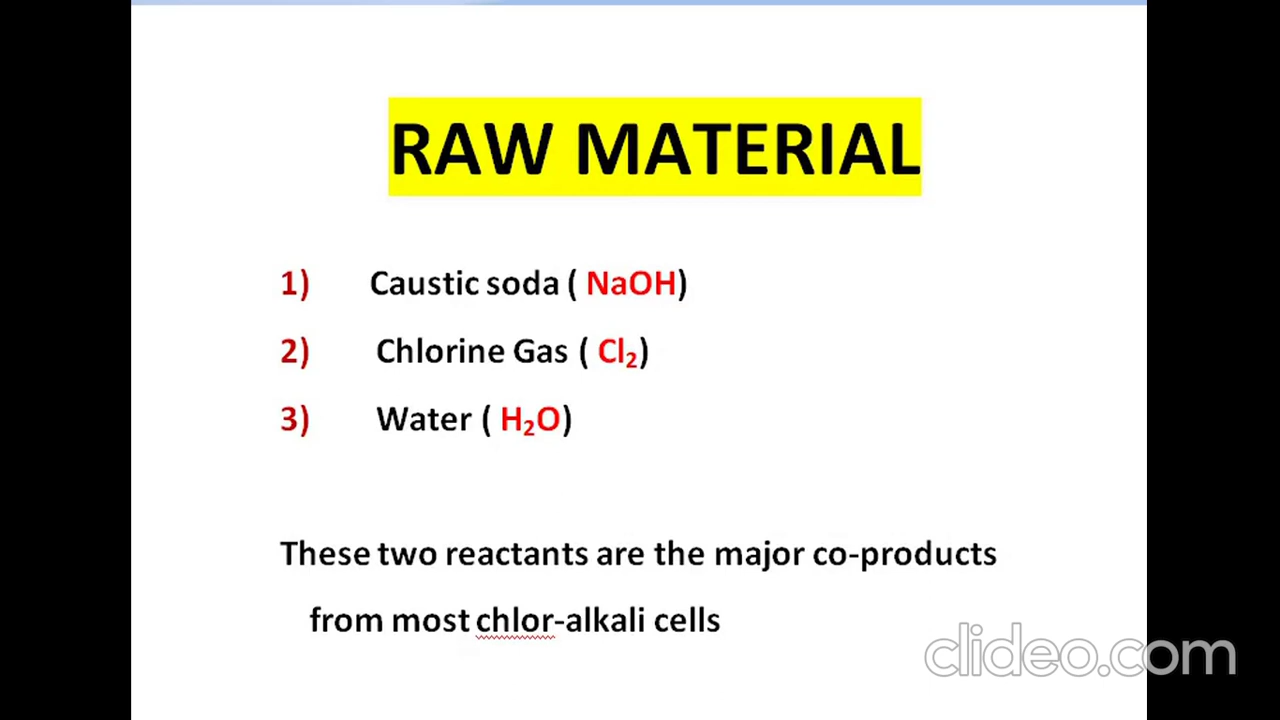 RAW MATERIAL
1) Caustic soda ( NaOH)
2) Chlorine Gas ( Cl₂)
3) Water ( H₂O)
These two reactants are the major co-products
from most chlor-alkali cells
clideo.com